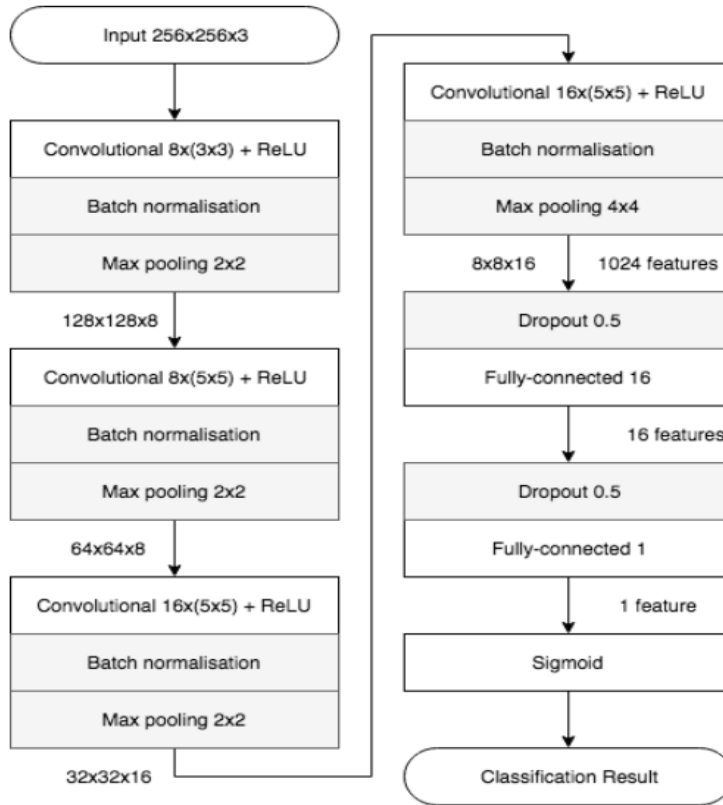 Input 256x256x3
Convolutional 8x(3x3) + ReLU
Batch normalisation
Max pooling 2x2
128x128x8
Convolutional 8x(5x5) + ReLU
Batch normalisation
Max pooling 2x2
64x64x8
Convolutional 16x(5x5) + ReLU
Batch normalisation
Max pooling 2x2
32x32x16
Convolutional 16x(5x5) + ReLU
Batch normalisation
Max pooling 4x4
8x8x16 1024 features
Dropout 0.5
Fully-connected 16
16 features
Dropout 0.5
Fully-connected 1
1 feature
Sigmoid
Classification Result